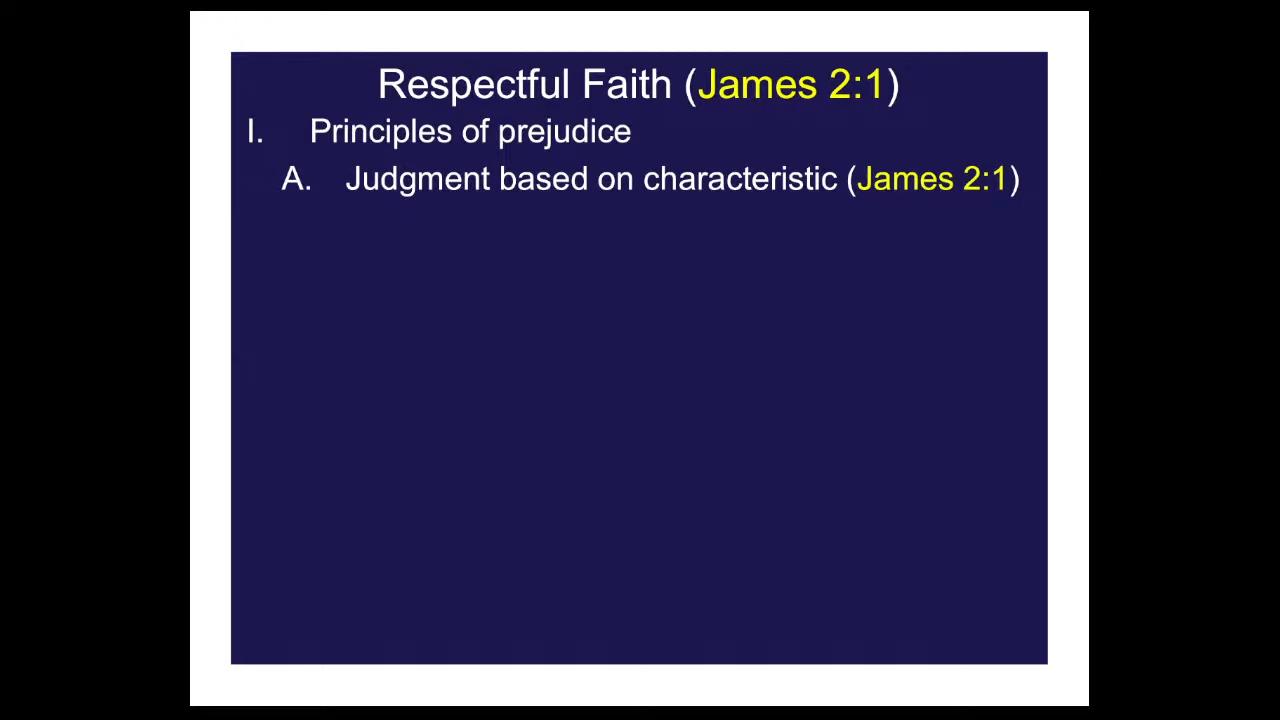 Respectful Faith (James 2:1)
I. Principles of prejudice
A. Judgment based on characteristic (James 2:1)